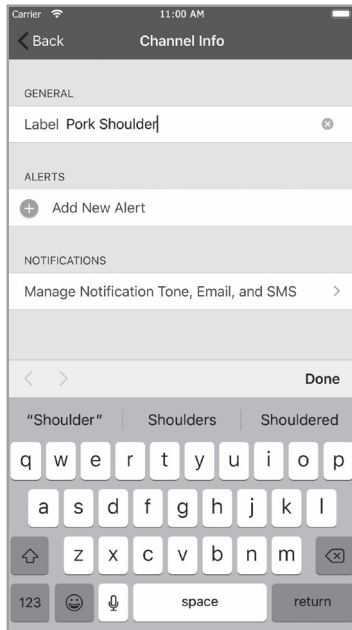 Carrier 11:00 AM
Back Channel Info
GENERAL
Label Pork Shoulder
ALERTS
Add New Alert
NOTIFICATIONS
Manage Notification Tone, Email, and SMS
Done
“Shoulder” Shoulders Shouldered
q w e r t y u i o p
a s d f g h j k l
z x c v b n m
123 space return